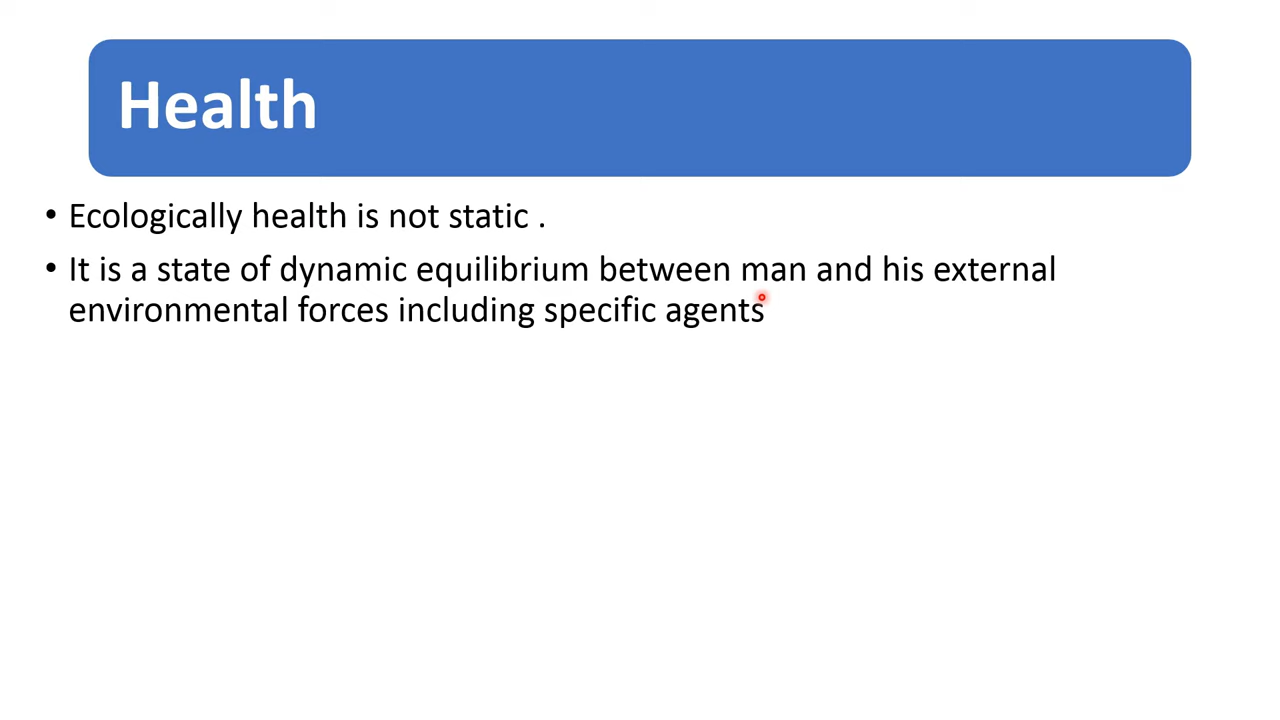 Health
• Ecologically health is not static .
• It is a state of dynamic equilibrium between man and his external
environmental forces including specific agents